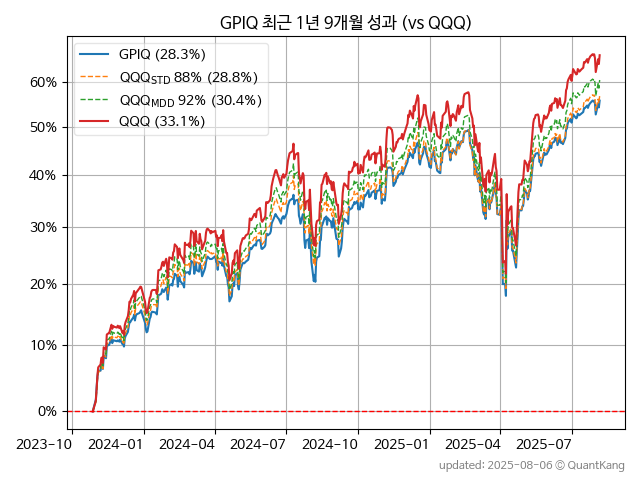 GPIQ 최근 1년 9개월 성과 (vs QQQ)
GPIQ (28.3%)
QQQSTD 88% (28.8%)
QQQMDD 92% (30.4%)
QQQ (33.1%)
60%
50%
40%
30%
20%
10%
0%
2023-10 2024-01 2024-04 2024-07 2024-10 2025-01 2025-04 2025-07
updated: 2025-08-06 © QuantKang